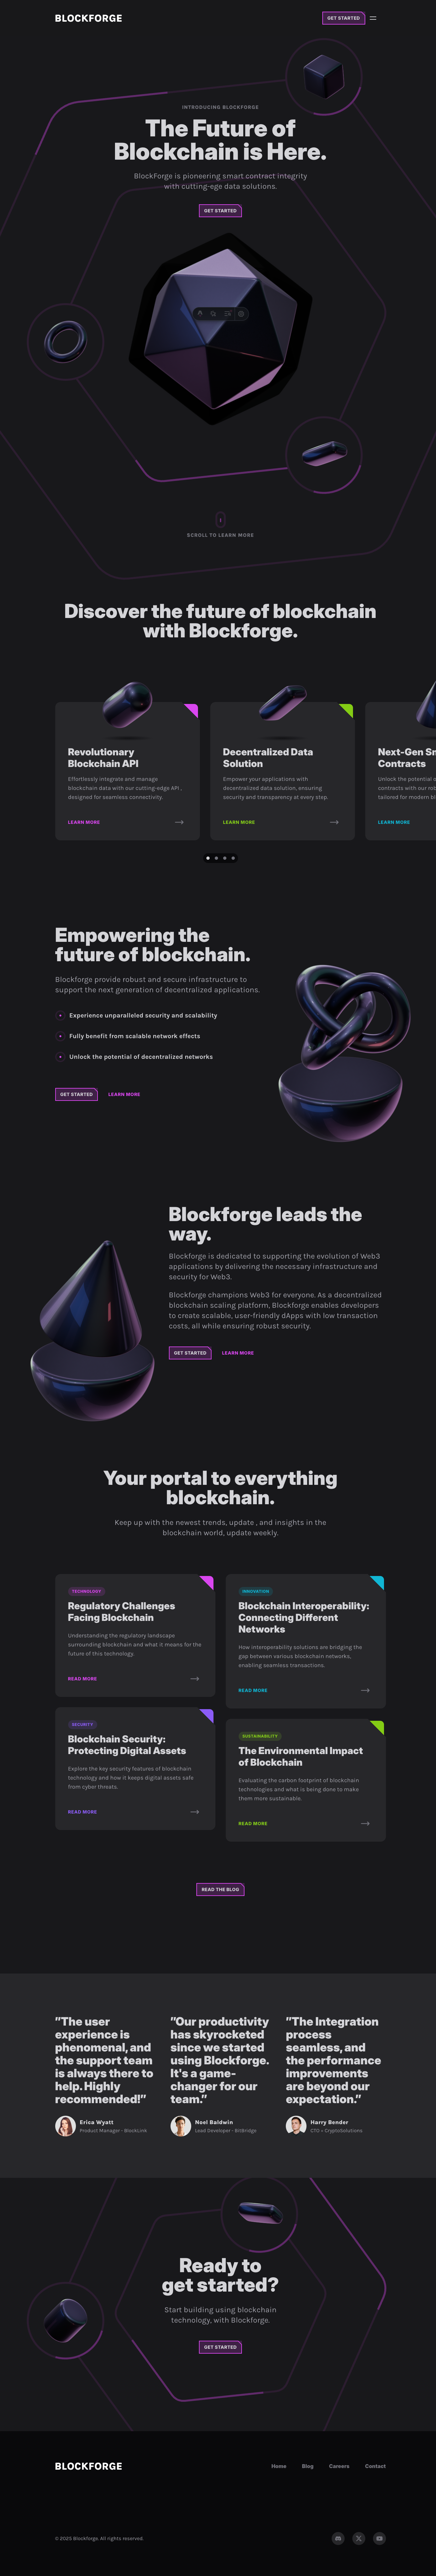 BLOCKFORGE
GET STARTED
INTRODUCING BLOCKFORGE
The Future of
Blockchain is Here.
BlockForge is pioneering smart contract integrity
with cutting-ege data solutions.
GET STARTED
SCROLL TO LEARN MORE
Discover the future of blockchain
with Blockforge.
Revolutionary
Blockchain API
Effortlessly integrate and manage
blockchain data with our cutting-edge API ,
designed for seamless connectivity.
LEARN MORE
Decentralized Data
Solution
Empower your applications with
decentralized data solution, ensuring
security and transparency at every step.
LEARN MORE
Next-Gen Sm
Contracts
Unlock the potential o
contracts with our rob
tailored for modern bl
LEARN MORE
Empowering the
future of blockchain.
Blockforge provide robust and secure infrastructure to
support the next generation of decentralized applications.
Experience unparalleled security and scalability
Fully benefit from scalable network effects
Unlock the potential of decentralized networks
GET STARTED
LEARN MORE
Blockforge leads the
way.
Blockforge is dedicated to supporting the evolution of Web3
applications by delivering the necessary infrastructure and
security for Web3.
Blockforge champions Web3 for everyone. As a decentralized
blockchain scaling platform, Blockforge enables developers
to create scalable, user-friendly dApps with low transaction
costs, all while ensuring robust security.
GET STARTED
LEARN MORE
Your portal to everything
blockchain.
Keep up with the newest trends, update , and insights in the
blockchain world, update weekly.
TECHNOLOGY
Regulatory Challenges
Facing Blockchain
Understanding the regulatory landscape
surrounding blockchain and what it means for the
future of this technology.
READ MORE
INNOVATION
Blockchain Interoperability:
Connecting Different
Networks
How interoperability solutions are bridging the
gap between various blockchain networks,
enabling seamless transactions.
READ MORE
SECURITY
Blockchain Security:
Protecting Digital Assets
Explore the key security features of blockchain
technology and how it keeps digital assets safe
from cyber threats.
READ MORE
SUSTAINABILITY
The Environmental Impact
of Blockchain
Evaluating the carbon footprint of blockchain
technologies and what is being done to make
them more sustainable.
READ MORE
READ THE BLOG
"The user
experience is
phenomenal, and
the support team
is always there to
help. Highly
recommended!"
Erica Wyatt
Product Manager - BlockLink
"Our productivity
has skyrocketed
since we started
using Blockforge.
It's a game-
changer for our
team."
Noel Baldwin
Lead Developer - BitBridge
"The Integration
process
seamless, and
the performance
improvements
are beyond our
expectation."
Harry Bender
CTO - CryptoSolutions
Ready to
get started?
Start building using blockchain
technology, with Blockforge.
GET STARTED
BLOCKFORGE
Home
Blog
Careers
Contact
© 2025 Blockforge. All rights reserved.